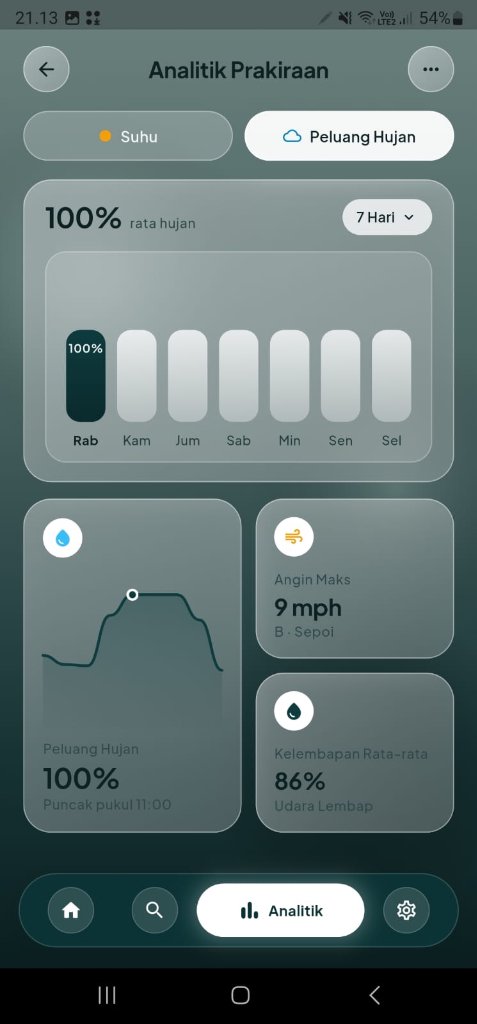 21.13
Vo))
LTE2
54%
Analitik Prakiraan
Suhu
Peluang Hujan
100% rata hujan
7 Hari
100%
Rab Kam Jum Sab Min Sen Sel
Angin Maks
9 mph
B · Sepoi
Peluang Hujan
100%
Puncak pukul 11:00
Kelembapan Rata-rata
86%
Udara Lembap
Analitik